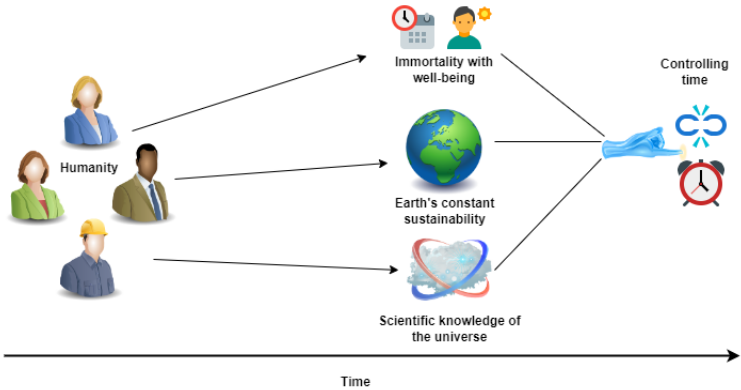 Humanity
Immortality with
well-being
Earth's constant
sustainability
Scientific knowledge of
the universe
Controlling
time
Time